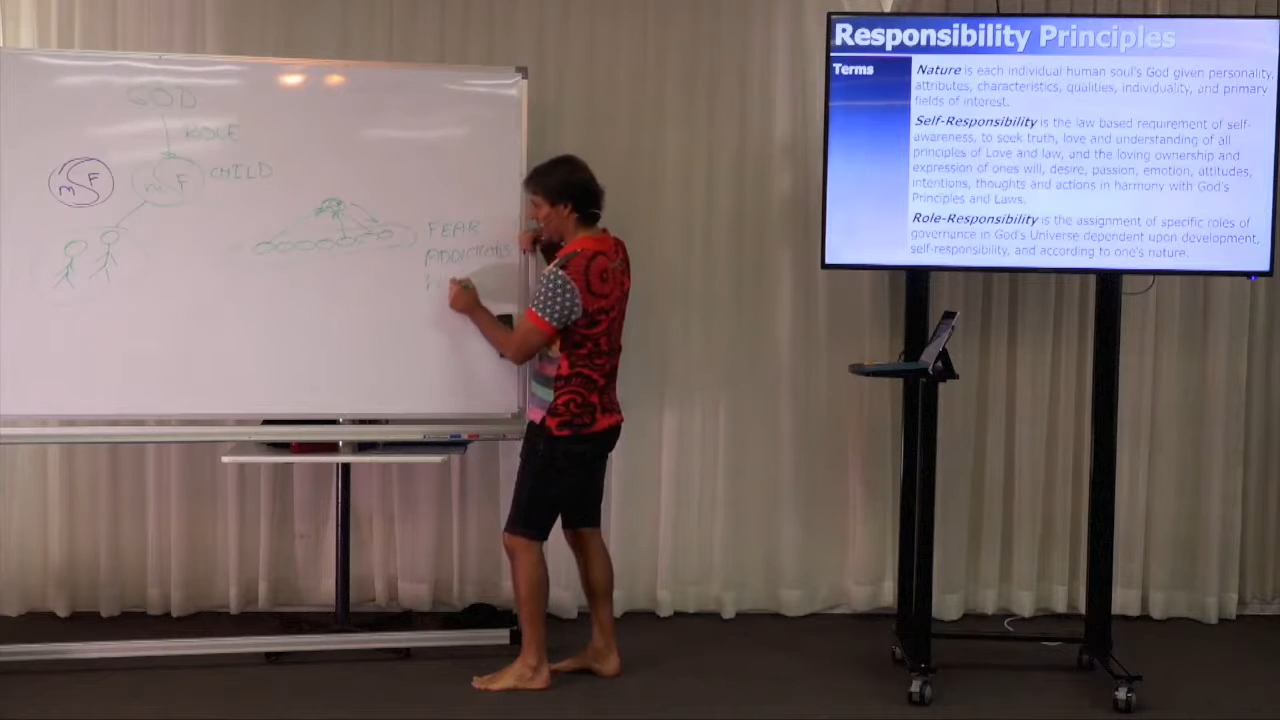 GOD
ROLE
CHILD
m F
m F
FEAR
ADDICTIONS
Responsibility Principles
Terms
Nature is each individual human soul's God given personality,
attributes, characteristics, qualities, individuality, and primary
fields of interest.
Self-Responsibility is the law based requirement of self-
awareness, to seek truth, love and understanding of all
principles of Love and law, and the loving ownership and
expression of ones will, desire, passion, emotion, attitudes,
intentions, thoughts and actions in harmony with God's
Principles and Laws.
Role-Responsibility is the assignment of specific roles of
governance in God's Universe dependent upon development,
self-responsibility, and according to one's nature.